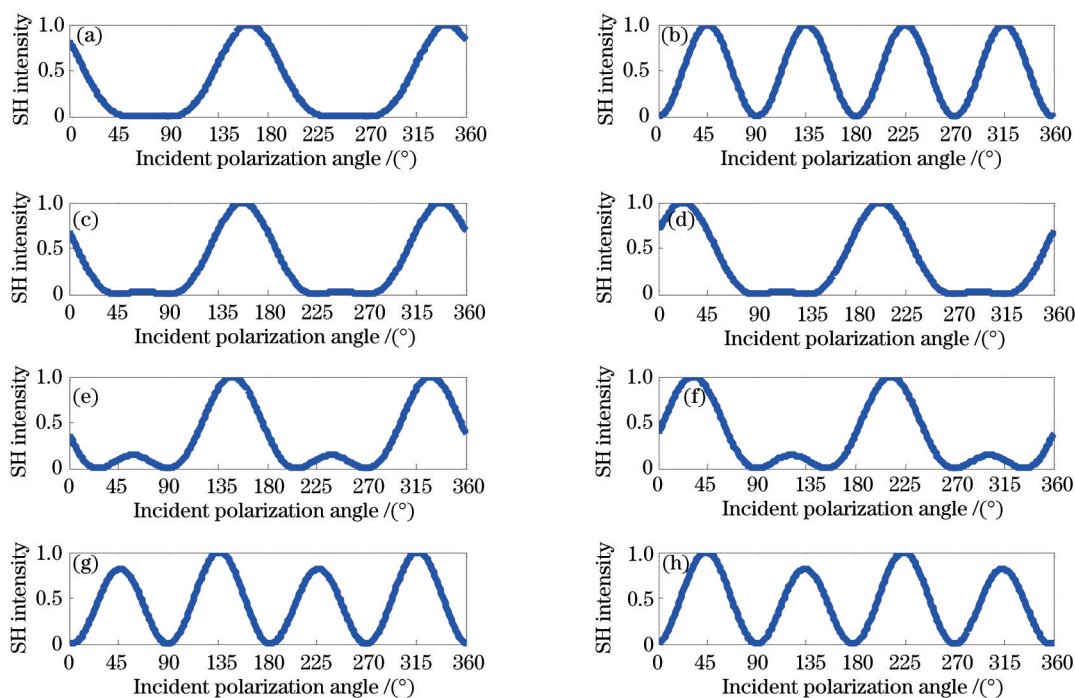 (a)
SH intensity
1.0
0.5
0
0 45 90 135 180 225 270 315 360
Incident polarization angle /(°)
(b)
SH intensity
1.0
0.5
0
0 45 90 135 180 225 270 315 360
Incident polarization angle /(°)
(c)
SH intensity
1.0
0.5
0
0 45 90 135 180 225 270 315 360
Incident polarization angle /(°)
(d)
SH intensity
1.0
0.5
0
0 45 90 135 180 225 270 315 360
Incident polarization angle /(°)
(e)
SH intensity
1.0
0.5
0
0 45 90 135 180 225 270 315 360
Incident polarization angle /(°)
(f)
SH intensity
1.0
0.5
0
0 45 90 135 180 225 270 315 360
Incident polarization angle /(°)
(g)
SH intensity
1.0
0.5
0
0 45 90 135 180 225 270 315 360
Incident polarization angle /(°)
(h)
SH intensity
1.0
0.5
0
0 45 90 135 180 225 270 315 360
Incident polarization angle /(°)